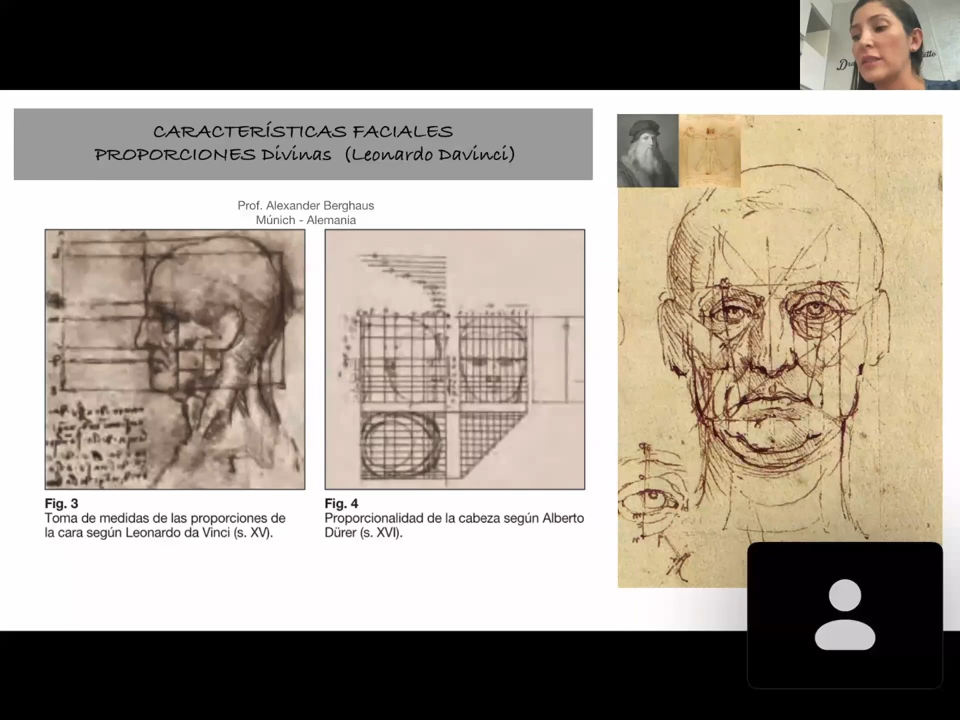 CARACTERÍSTICAS FACIALES
PROPORCIONES Divinas (Leonardo Davinci)
Prof. Alexander Berghaus
Múnich - Alemania
Fig. 3
Toma de medidas de las proporciones de
la cara según Leonardo da Vinci (s. XV).
Fig. 4
Proporcionalidad de la cabeza según Alberto
Dürer (s. XVI).